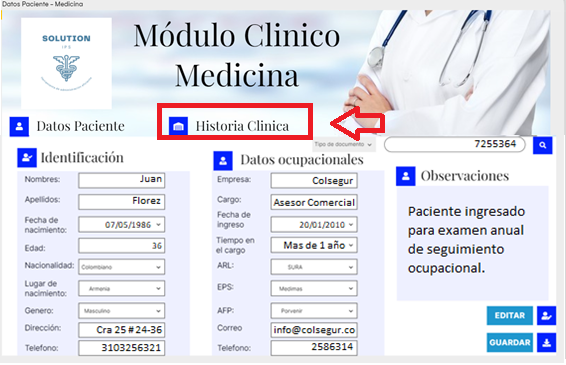 Datos Paciente – Medicina
SOLUTION
IPS
Módulo Clinico
Medicina
Datos Paciente
Historia Clinica
Tipo de documento
7255364
Identificación
Datos ocupacionales
Observaciones
Nombres: Juan
Empresa: Colsegur
Apellidos: Florez
Cargo: Asesor Comercial
Fecha de nacimiento: 07/05/1986
Fecha de ingreso 20/01/2010
Edad: 36
Tiempo en el cargo Mas de 1 año
Nacionalidad: Colombiano
ARL: SURA
Lugar de nacimiento: Armenia
EPS: Medimas
Genero: Masculino
AFP: Porvenir
Dirección: Cra 25 #24-36
Correo info@colsegur.co
Telefono: 3103256321
Telefono: 2586314
Paciente ingresado
para examen anual
de seguimiento
ocupacional.
EDITAR
GUARDAR